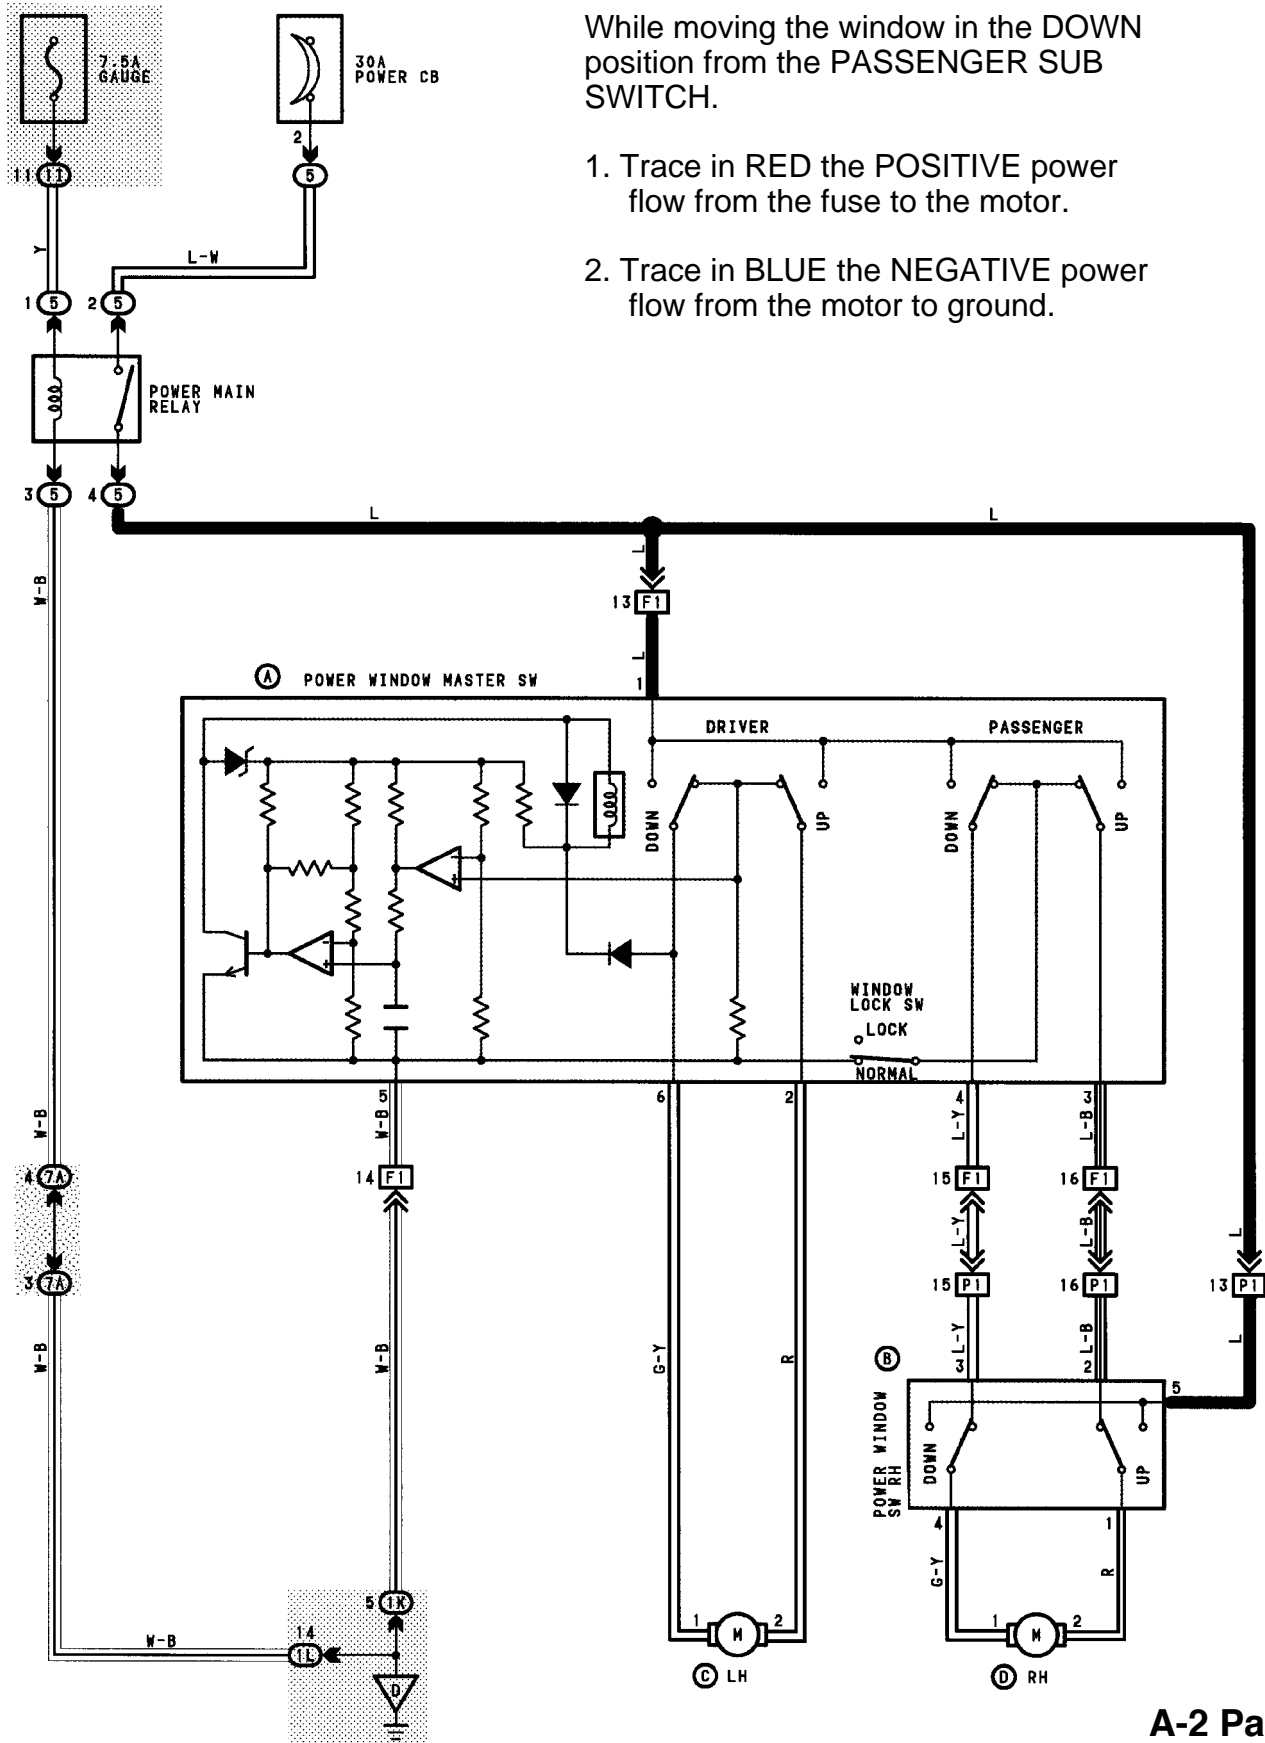 While moving the window in the DOWN
position from the PASSENGER SUB
SWITCH.
1. Trace in RED the POSITIVE power
flow from the fuse to the motor.
2. Trace in BLUE the NEGATIVE power
flow from the motor to ground.
7.5A
GAUGE
30A
POWER CB
2
11 1I
5
Y
L-W
1 5
2 5
POWER MAIN
RELAY
3 5
4 5
L
L
L
W-B
13 F1
L
1
A POWER WINDOW MASTER SW
DRIVER
PASSENGER
DOWN
UP
DOWN
UP
-
+
-
+
WINDOW
LOCK SW
LOCK
NORMAL
5
6
2
4
3
W-B
W-B
L-Y
L-B
4 7A
14 F1
15 F1
16 F1
L-Y
L-B
L
3 7A
15 P1
16 P1
13 P1
W-B
W-B
G-Y
R
L-Y
L-B
L
B
3
2
5
POWER WINDOW
SW RH
DOWN
UP
4
1
G-Y
R
5 1K
W-B
14
1L
D
1 M 2
1 M 2
C LH
D RH
A-2 Pa